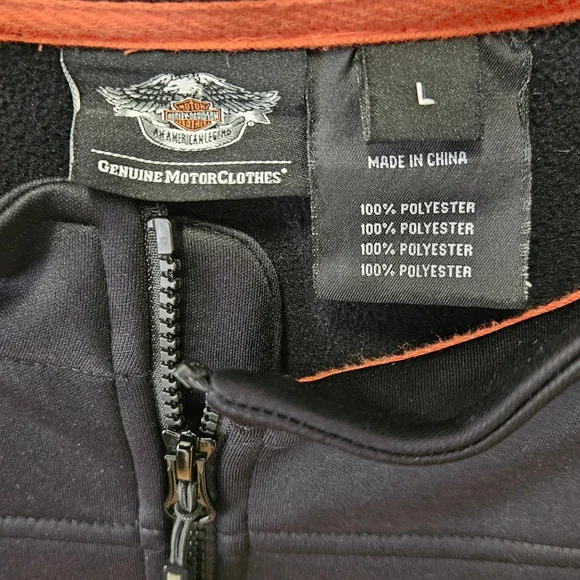 MOTOR
HARLEY-DAVIDSON
CLOTHES
AN AMERICAN LEGEND
GENUINE MOTORCLOTHES®
L
MADE IN CHINA
100% POLYESTER
100% POLYESTER
100% POLYESTER
100% POLYESTER